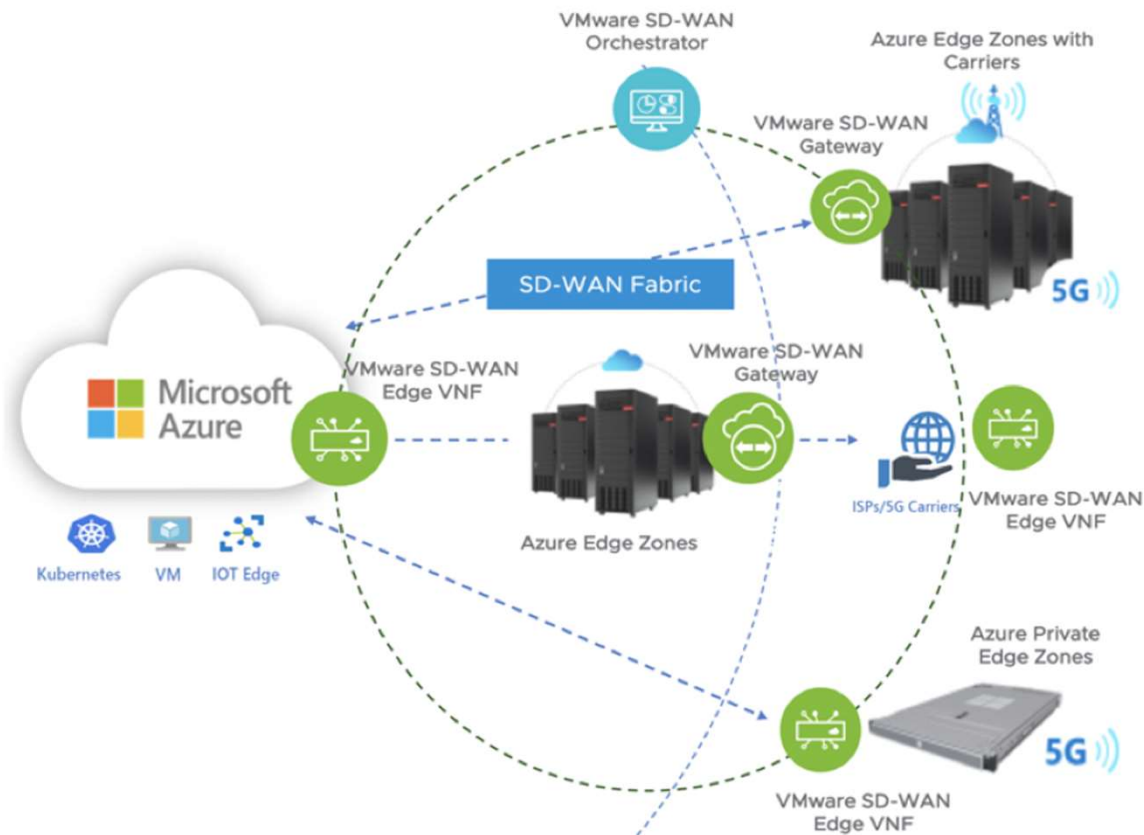 VMware SD-WAN
Orchestrator
Azure Edge Zones with
Carriers
VMware SD-WAN
Gateway
SD-WAN Fabric
5G
Microsoft
Azure
VMware SD-WAN
Edge VNF
VMware SD-WAN
Gateway
ISPs/5G Carriers
VMware SD-WAN
Edge VNF
Azure Edge Zones
Kubernetes
VM
IOT Edge
Azure Private
Edge Zones
5G
VMware SD-WAN
Edge VNF